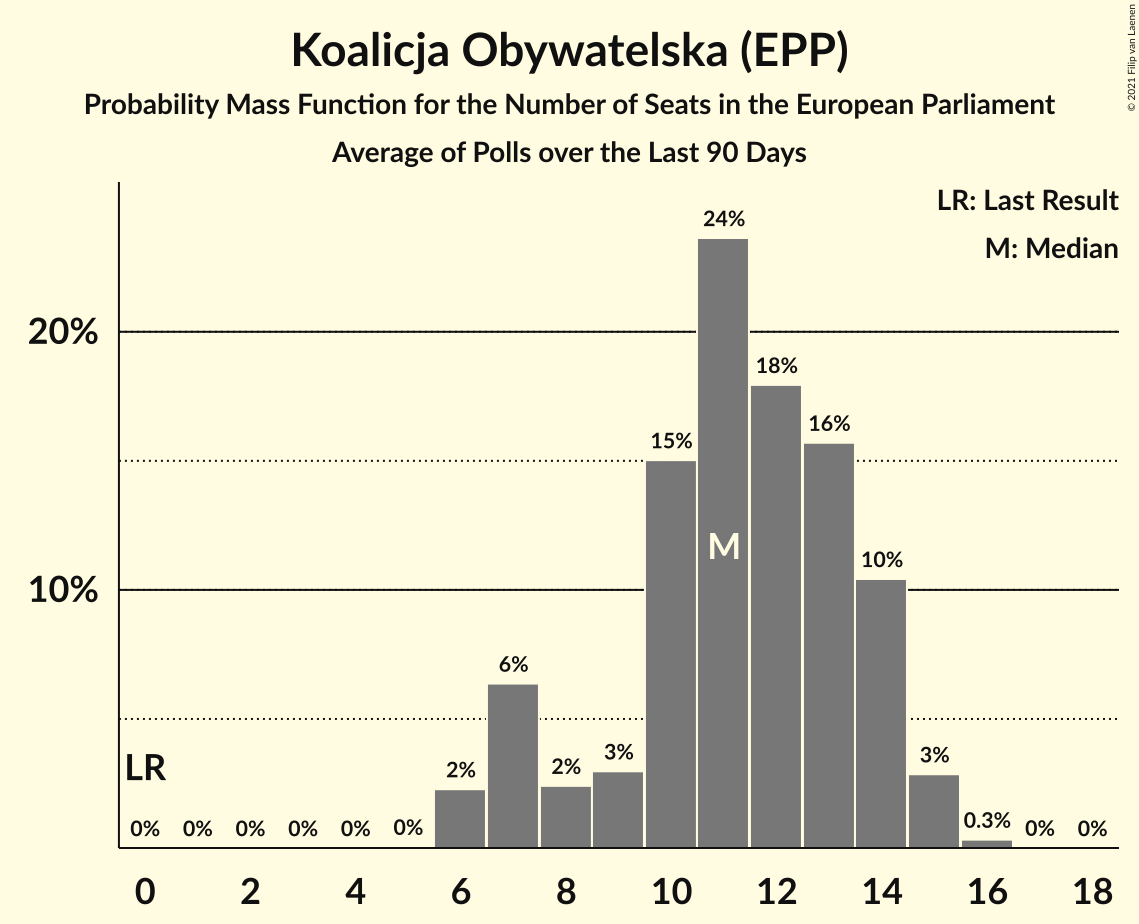 Koalicja Obywatelska (EPP)
Probability Mass Function for the Number of Seats in the European Parliament
Average of Polls over the Last 90 Days
© 2021 Filip van Laenen
LR: Last Result
M: Median
24%
20%
18%
16%
15%
M
10%
10%
6%
LR
2%
2%
3%
3%
0%
0%
0%
0%
0%
0%
0.3%
0%
0%
0 2 4 6 8 10 12 14 16 18